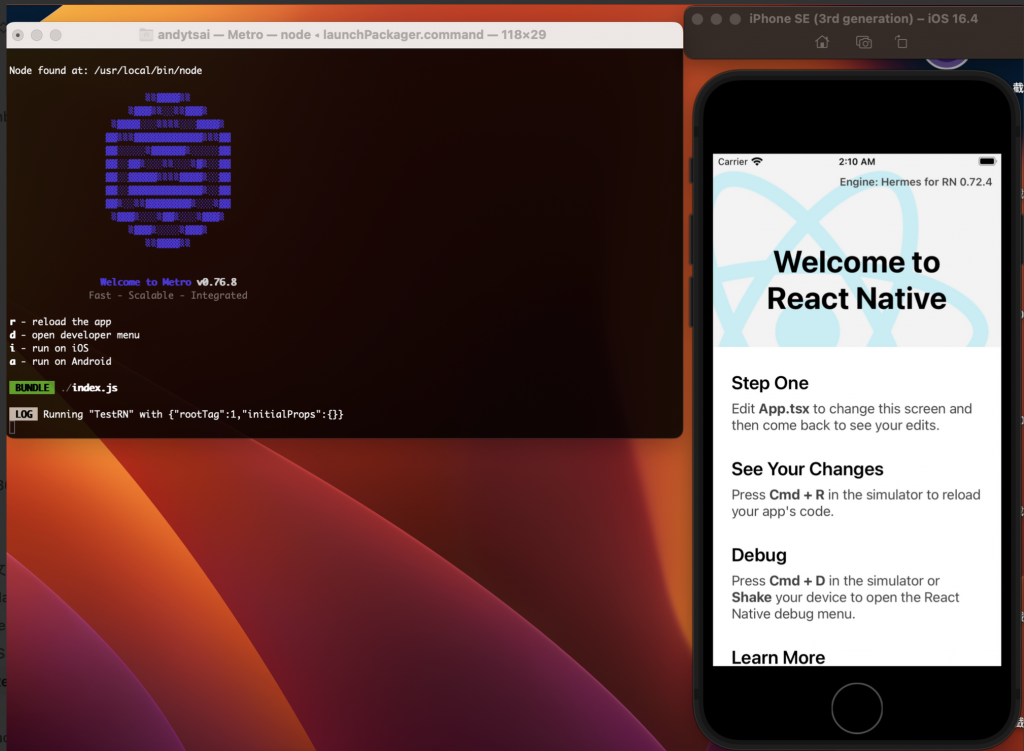 andytsai — Metro — node ◂ launchPackager.command — 118×29
Node found at: /usr/local/bin/node
Welcome to Metro v0.76.8
Fast - Scalable - Integrated
r - reload the app
d - open developer menu
i - run on iOS
a - run on Android
BUNDLE ./index.js
LOG Running "TestRN" with {"rootTag":1,"initialProps":{}}
iPhone SE (3rd generation) – iOS 16.4
Carrier 2:10 AM
Engine: Hermes for RN 0.72.4
Welcome to
React Native
Step One
Edit App.tsx to change this screen and
then come back to see your edits.
See Your Changes
Press Cmd + R in the simulator to reload
your app's code.
Debug
Press Cmd + D in the simulator or
Shake your device to open the React
Native debug menu.
Learn More